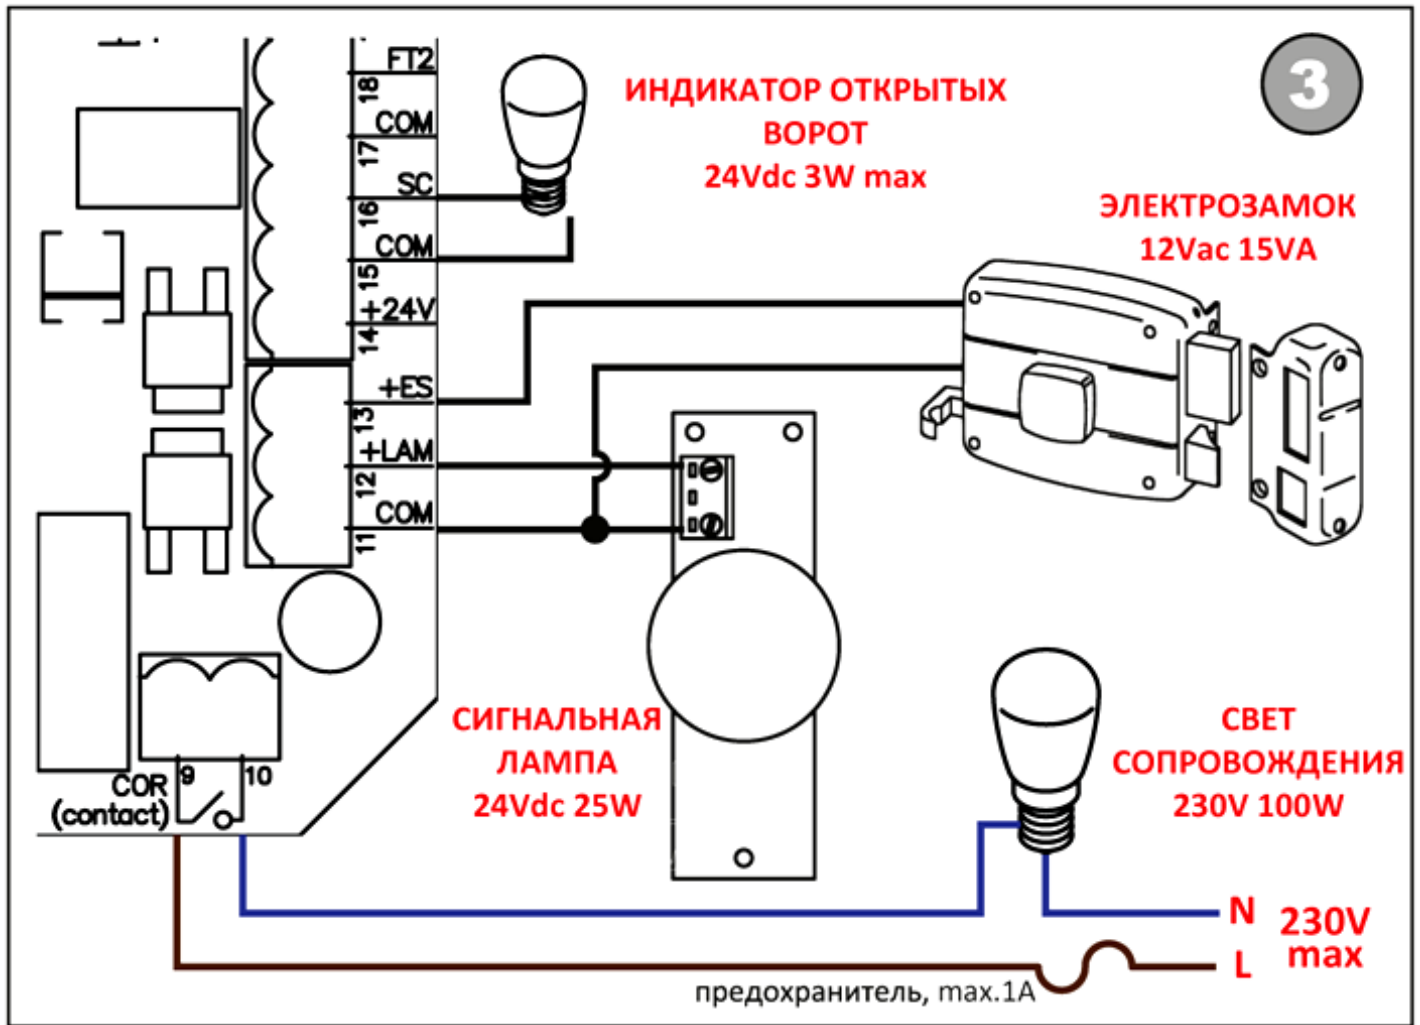 3
FT2
18
COM
17
SC
16
COM
15
+24V
14
+ES
13
+LAM
12
COM
11
ИНДИКАТОР ОТКРЫТЫХ
ВОРОТ
24Vdc 3W max
ЭЛЕКТРОЗАМОК
12Vac 15VA
СИГНАЛЬНАЯ
ЛАМПА
24Vdc 25W
СВЕТ
СОПРОВОЖДЕНИЯ
230V 100W
9
10
COR
(contact)
N
L
230V
max
предохранитель, max.1A